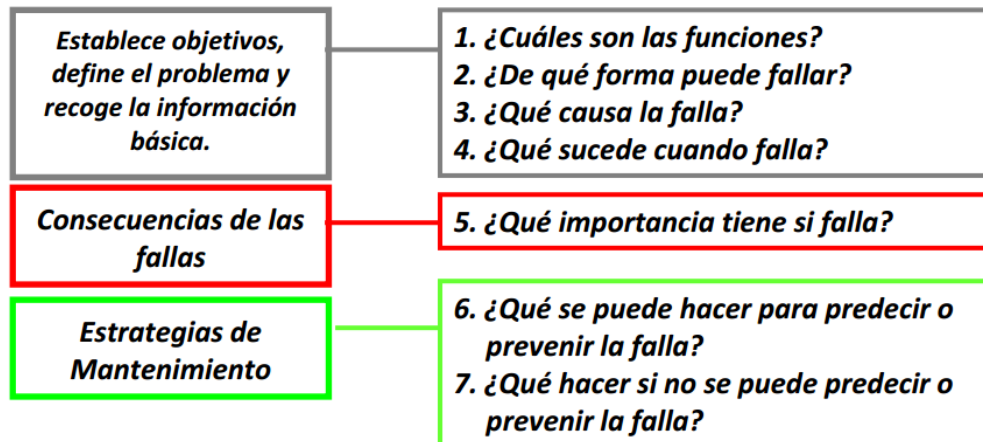 Establece objetivos,
define el problema y
recoge la información
básica.
1. ¿Cuáles son las funciones?
2. ¿De qué forma puede fallar?
3. ¿Qué causa la falla?
4. ¿Qué sucede cuando falla?
Consecuencias de las
fallas
5. ¿Qué importancia tiene si falla?
Estrategias de
Mantenimiento
6. ¿Qué se puede hacer para predecir o
prevenir la falla?
7. ¿Qué hacer si no se puede predecir o
prevenir la falla?